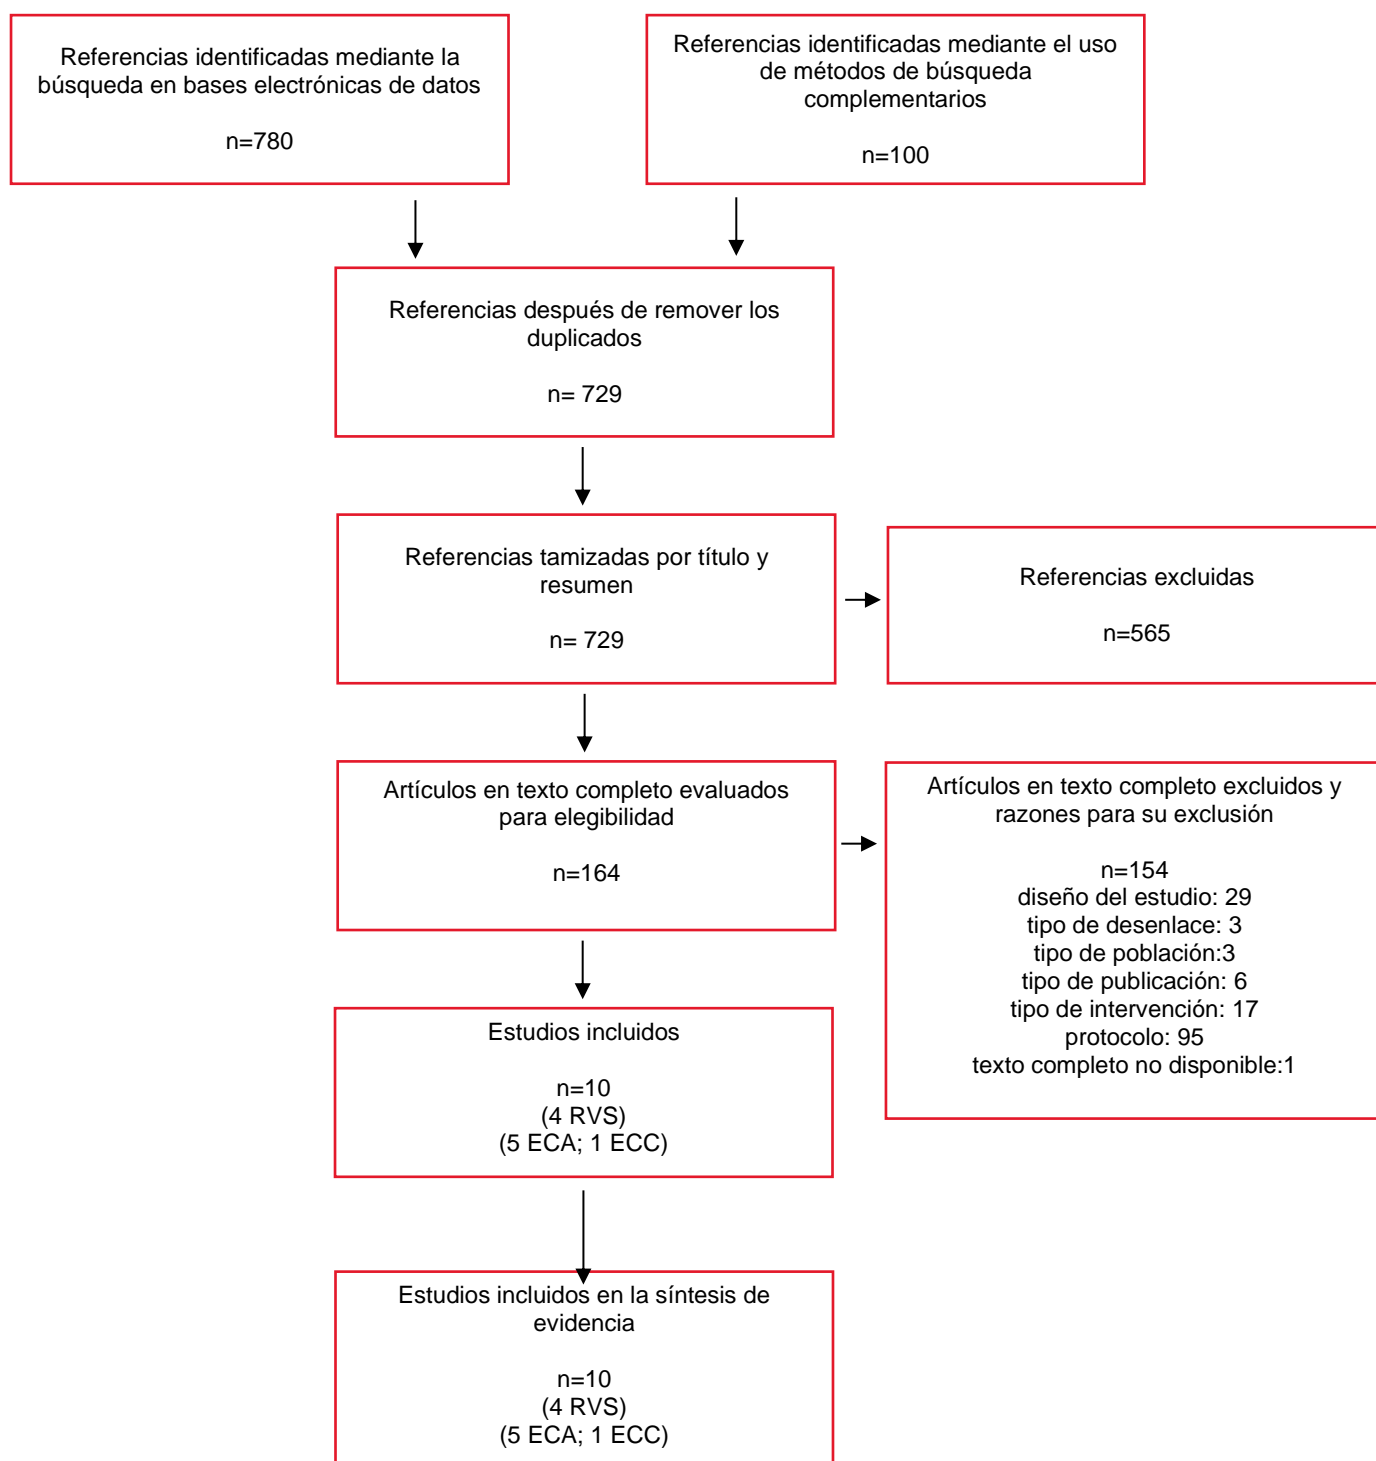 Referencias identificadas mediante la
búsqueda en bases electrónicas de datos
n=780
Referencias identificadas mediante el uso
de métodos de búsqueda
complementarios
n=100
Referencias después de remover los
duplicados
n= 729
Referencias tamizadas por título y
resumen
n= 729
Referencias excluidas
n=565
Artículos en texto completo evaluados
para elegibilidad
n=164
Artículos en texto completo excluidos y
razones para su exclusión
n=154
diseño del estudio: 29
tipo de desenlace: 3
tipo de población:3
tipo de publicación: 6
tipo de intervención: 17
protocolo: 95
texto completo no disponible:1
Estudios incluidos
n=10
(4 RVS)
(5 ECA; 1 ECC)
Estudios incluidos en la síntesis de
evidencia
n=10
(4 RVS)
(5 ECA; 1 ECC)